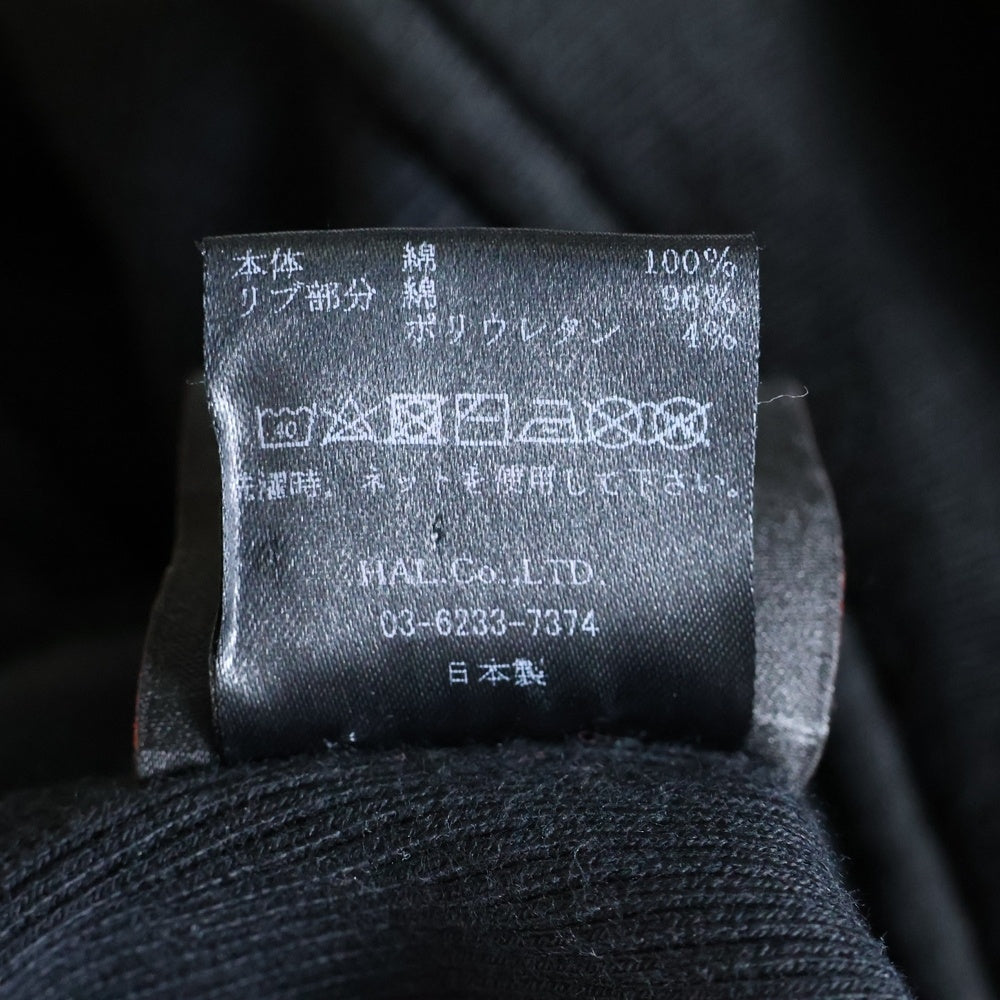 本体 綿 100%
リブ部分 綿 96%
ポリウレタン 4%
40
洗濯時、ネットを使用して下さい。
HAL.Co.,LTD.
03-6233-7374
日本製